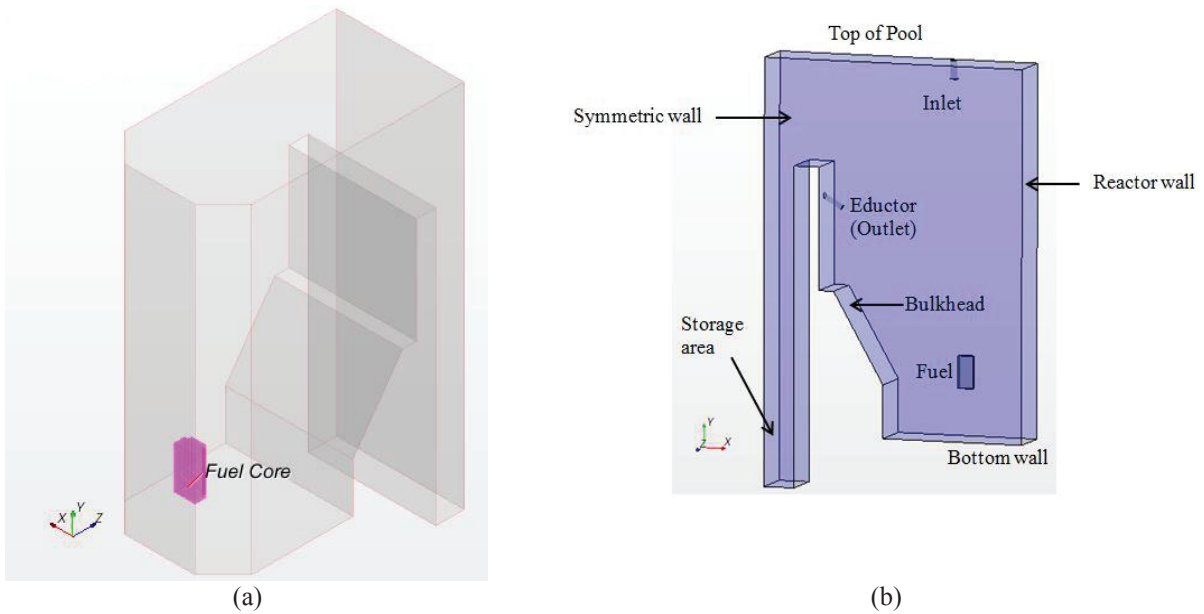 Fuel Core
X
Y
Z
(a)
Top of Pool
Inlet
Symmetric wall
Reactor wall
Eductor
(Outlet)
Bulkhead
Storage
area
Fuel
Y
Z
X
Bottom wall
(b)